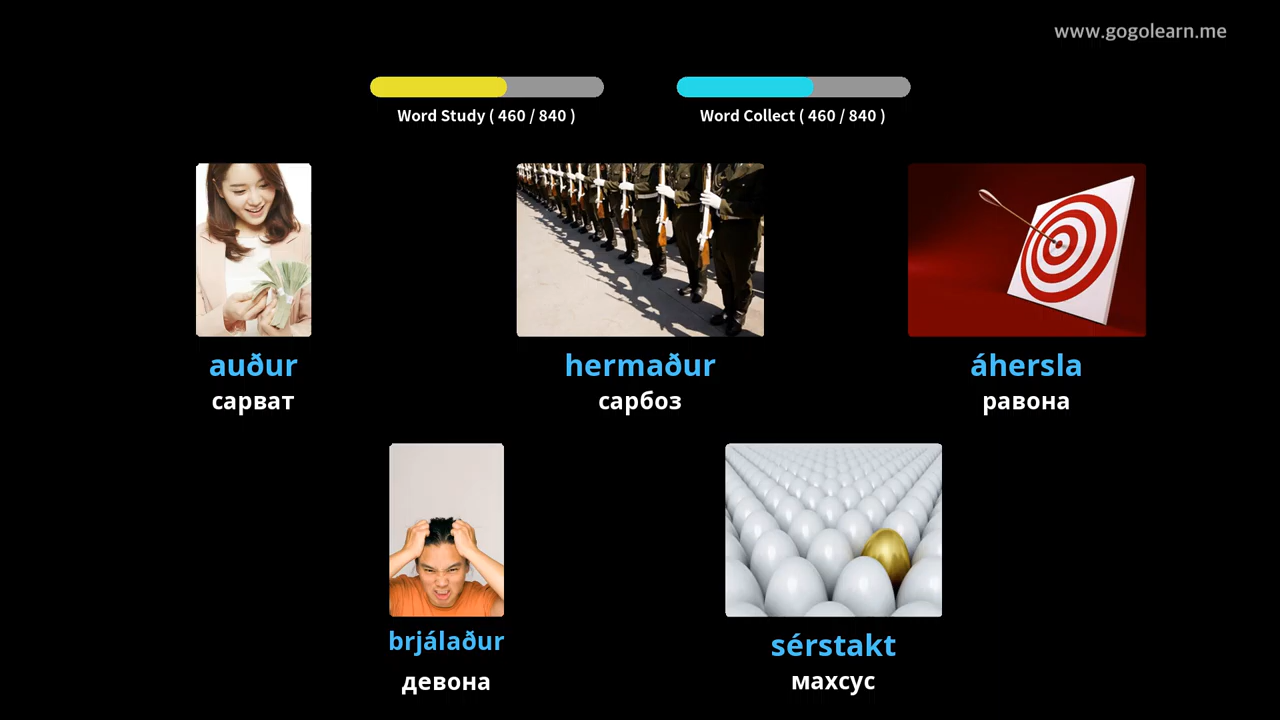 www.gogolearn.me
Word Study ( 460 / 840 )
Word Collect ( 460 / 840 )
auður
сарват
hermaður
сарбоз
áhersla
равона
brjálaður
девона
sérstakt
махсус